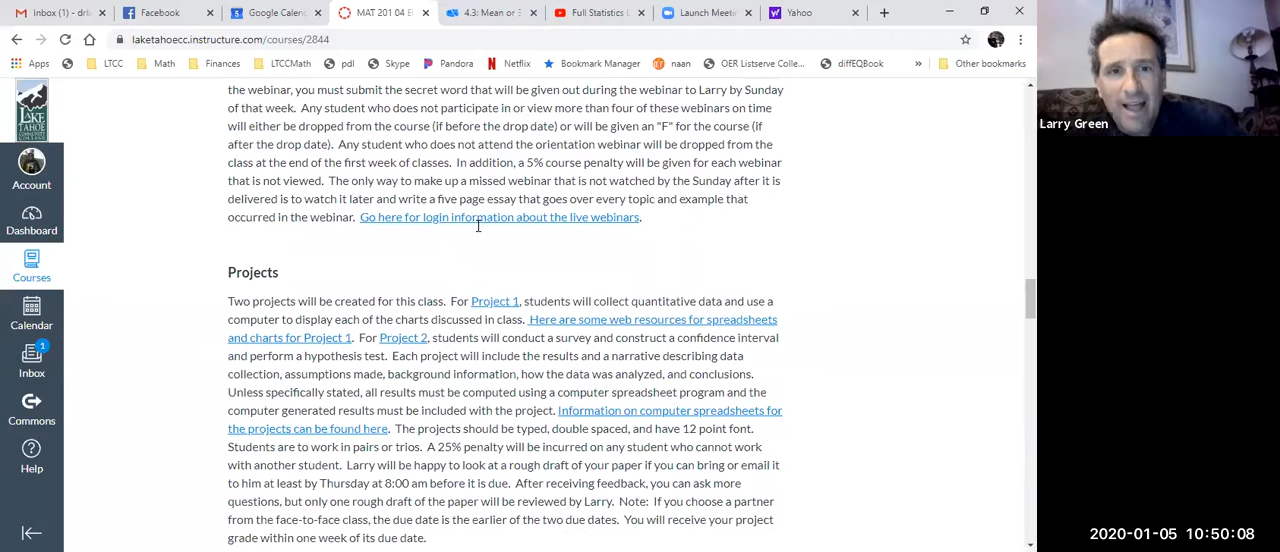 Inbox (1) - drla
Facebook
Google Calen
MAT 201 04 El
4.3: Mean or E
Full Statistics L
Launch Meetin
Yahoo
laketahoecc.instructure.com/courses/2844
Apps
LTCC
Math
Finances
LTCCMath
pdl
Skype
Pandora
Netflix
Bookmark Manager
naan
OER Listserve Colle...
diffEQBook
»
Other bookmarks
LAKE TAHOE
Account
Dashboard
Courses
Calendar
1
Inbox
Commons
Help
the webinar, you must submit the secret word that will be given out during the webinar to Larry by Sunday
of that week. Any student who does not participate in or view more than four of these webinars on time
will either be dropped from the course (if before the drop date) or will be given an "F" for the course (if
after the drop date). Any student who does not attend the orientation webinar will be dropped from the
class at the end of the first week of classes. In addition, a 5% course penalty will be given for each webinar
that is not viewed. The only way to make up a missed webinar that is not watched by the Sunday after it is
delivered is to watch it later and write a five page essay that goes over every topic and example that
occurred in the webinar. Go here for login information about the live webinars.
Projects
Two projects will be created for this class. For Project 1, students will collect quantitative data and use a
computer to display each of the charts discussed in class. Here are some web resources for spreadsheets
and charts for Project 1. For Project 2, students will conduct a survey and construct a confidence interval
and perform a hypothesis test. Each project will include the results and a narrative describing data
collection, assumptions made, background information, how the data was analyzed, and conclusions.
Unless specifically stated, all results must be computed using a computer spreadsheet program and the
computer generated results must be included with the project. Information on computer spreadsheets for
the projects can be found here. The projects should be typed, double spaced, and have 12 point font.
Students are to work in pairs or trios. A 25% penalty will be incurred on any student who cannot work
with another student. Larry will be happy to look at a rough draft of your paper if you can bring or email it
to him at least by Thursday at 8:00 am before it is due. After receiving feedback, you can ask more
questions, but only one rough draft of the paper will be reviewed by Larry. Note: If you choose a partner
from the face-to-face class, the due date is the earlier of the two due dates. You will receive your project
grade within one week of its due date.
Larry Green
2020-01-05 10:50:08